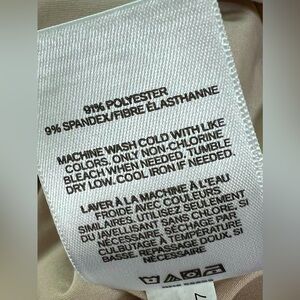 91% POLYESTER
9% SPANDEX/FIBRE ÉLASTHANNE
MACHINE WASH COLD WITH LIKE
COLORS, ONLY NON-CHLORINE
BLEACH WHEN NEEDED, TUMBLE
DRY LOW, COOL IRON IF NEEDED.
LAVER À LA MACHINE À L'EAU
FROIDE AVEC COULEURS
SIMILAIRES, UTILISEZ SEULEMENT
DU JAVELLISANT SANS CHLORE SI
NÉCESSAIRE, SÉCHAGE PAR
CULBUTAGE À TEMPÉRATURE
BASSE, REPASSAGE DOUX, SI
NÉCESSAIRE